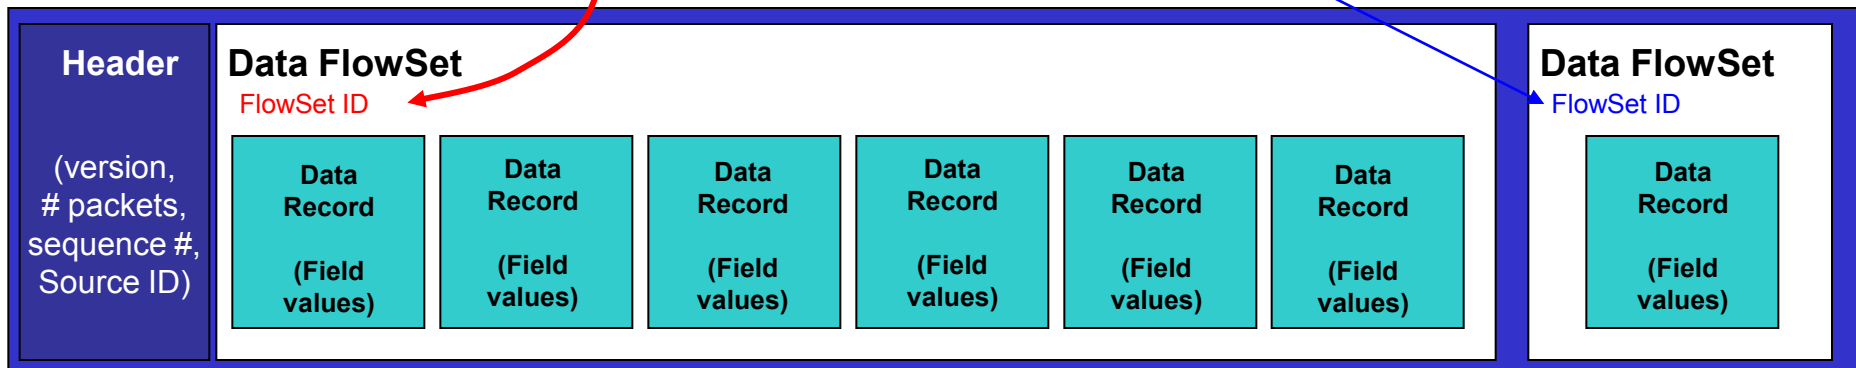 Header
(version,
# packets,
sequence #,
Source ID)
Data FlowSet
FlowSet ID
Data
Record
(Field
values)
Data
Record
(Field
values)
Data
Record
(Field
values)
Data
Record
(Field
values)
Data
Record
(Field
values)
Data
Record
(Field
values)
Data FlowSet
FlowSet ID
Data
Record
(Field
values)